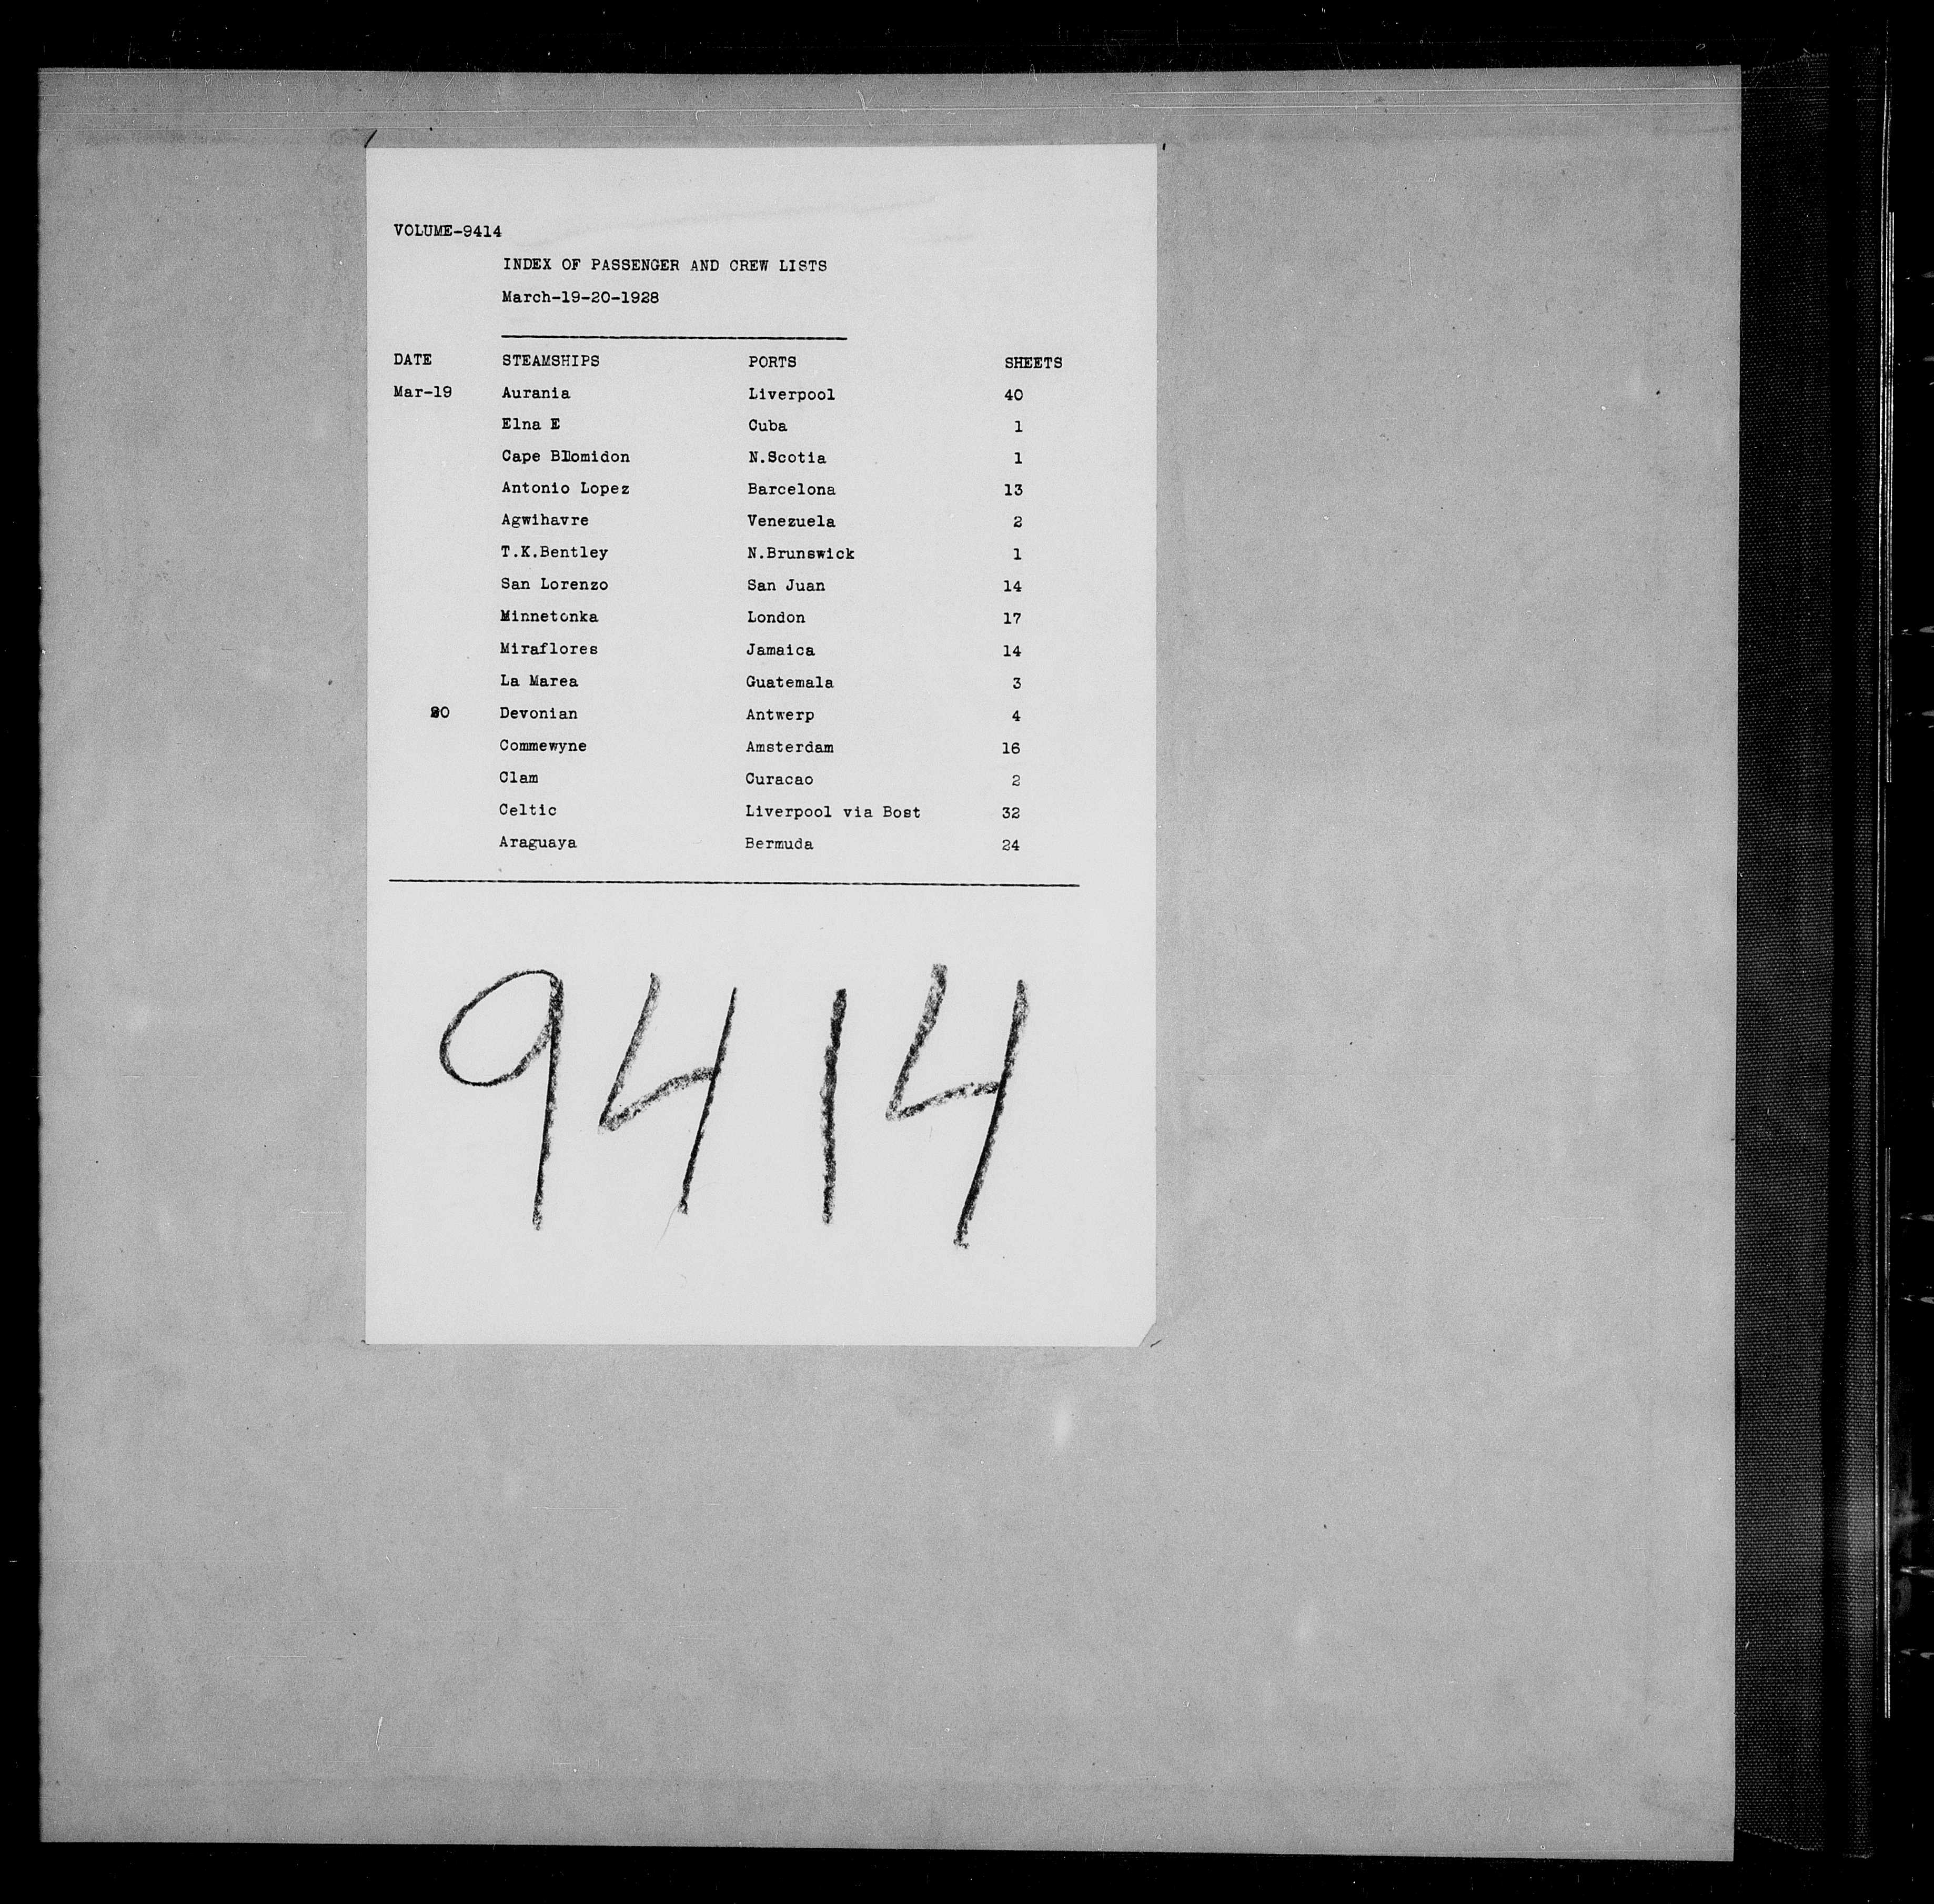 VOLUME-9414
INDEX OF PASSENGER AND CREW LISTS
March-19-20-1928
DATE STEAMSHIPS PORTS SHEETS
Mar-19 Aurania Liverpool 40
Elna E Cuba 1
Cape Blomidon N.Scotia 1
Antonio Lopez Barcelona 13
Agwihavre Venezuela 2
T.K.Bentley N.Brunswick 1
San Lorenzo San Juan 14
Minnetonka London 17
Miraflores Jamaica 14
La Marea Guatemala 3
20 Devonian Antwerp 4
Commewyne Amsterdam 16
Clam Curacao 2
Celtic Liverpool via Bost 32
Araguaya Bermuda 24
9414